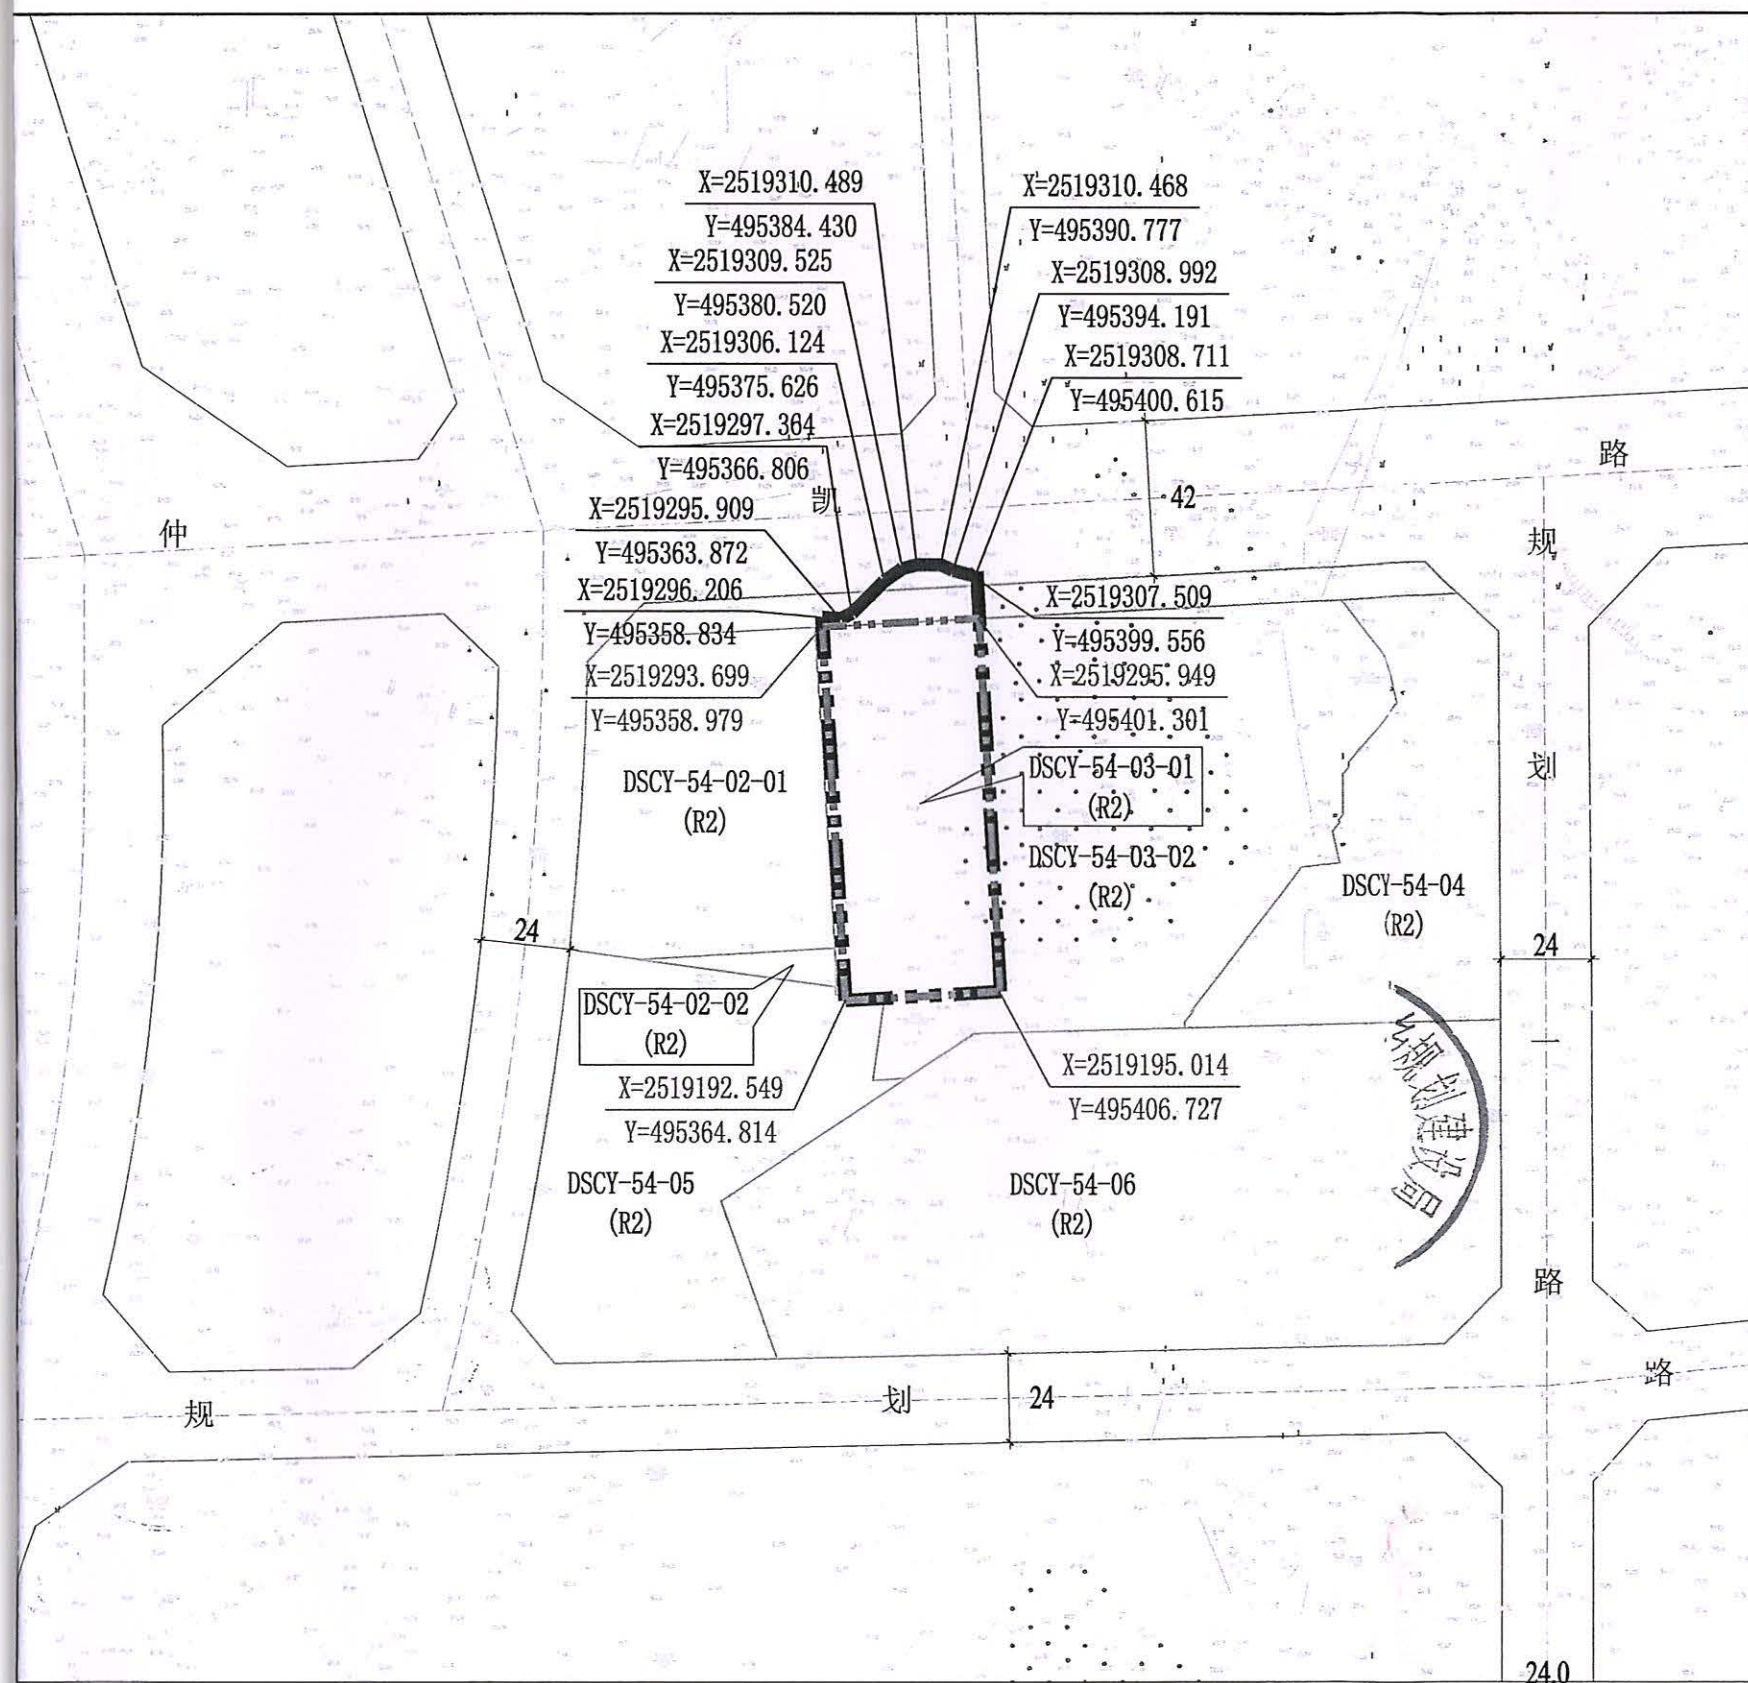 X=2519310.489
Y=495384.430
X=2519309.525
Y=495380.520
X=2519306.124
Y=495375.626
X=2519297.364
Y=495366.806
X=2519295.909
Y=495363.872
X=2519296.206
Y=495358.834
X=2519293.699
Y=495358.979
X=2519310.468
Y=495390.777
X=2519308.992
Y=495394.191
X=2519308.711
Y=495400.615
X=2519307.509
Y=495399.556
X=2519295.949
Y=495401.301
仲
凯
路
42
规
划
一
路
DSCY-54-02-01
(R2)
DSCY-54-03-01
(R2)
DSCY-54-03-02
(R2)
DSCY-54-04
(R2)
24
24
DSCY-54-02-02
(R2)
X=2519192.549
Y=495364.814
X=2519195.014
Y=495406.727
DSCY-54-05
(R2)
DSCY-54-06
(R2)
规划建设局
规
划
24
路
24.0